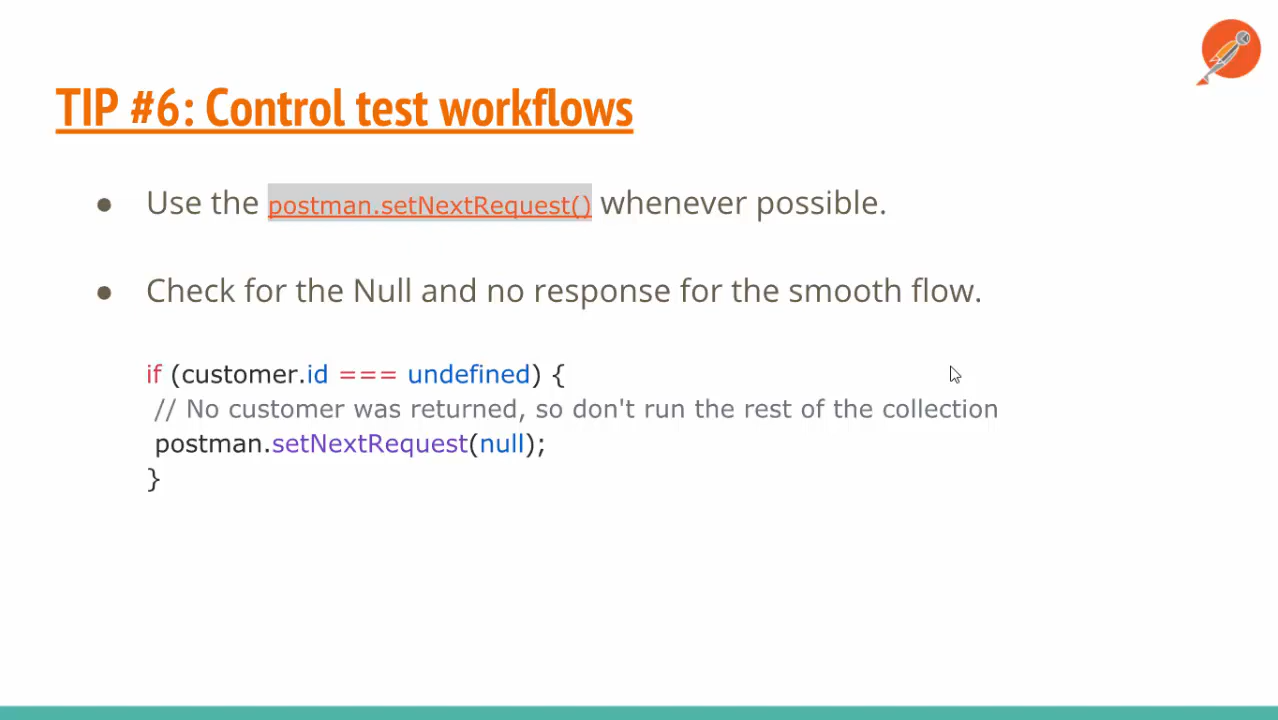 TIP #6: Control test workflows
● Use the postman.setNextRequest() whenever possible.
● Check for the Null and no response for the smooth flow.
if (customer.id === undefined) {
// No customer was returned, so don't run the rest of the collection
postman.setNextRequest(null);
}